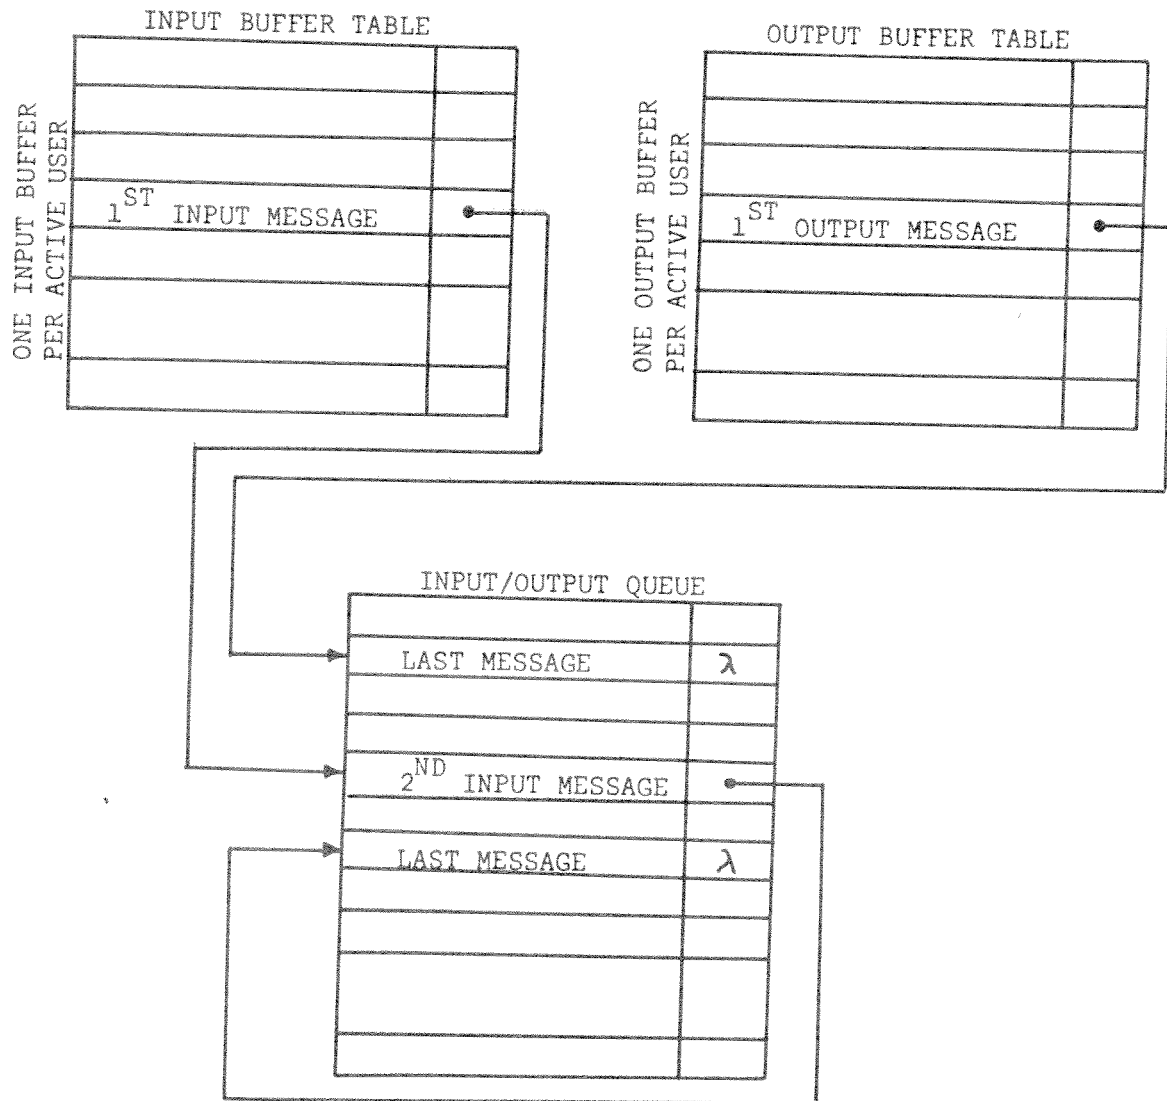 INPUT BUFFER TABLE
ONE INPUT BUFFER
PER ACTIVE USER
1ST INPUT MESSAGE
OUTPUT BUFFER TABLE
ONE OUTPUT BUFFER
PER ACTIVE USER
1ST OUTPUT MESSAGE
INPUT/OUTPUT QUEUE
LAST MESSAGE λ
2ND INPUT MESSAGE
LAST MESSAGE λ